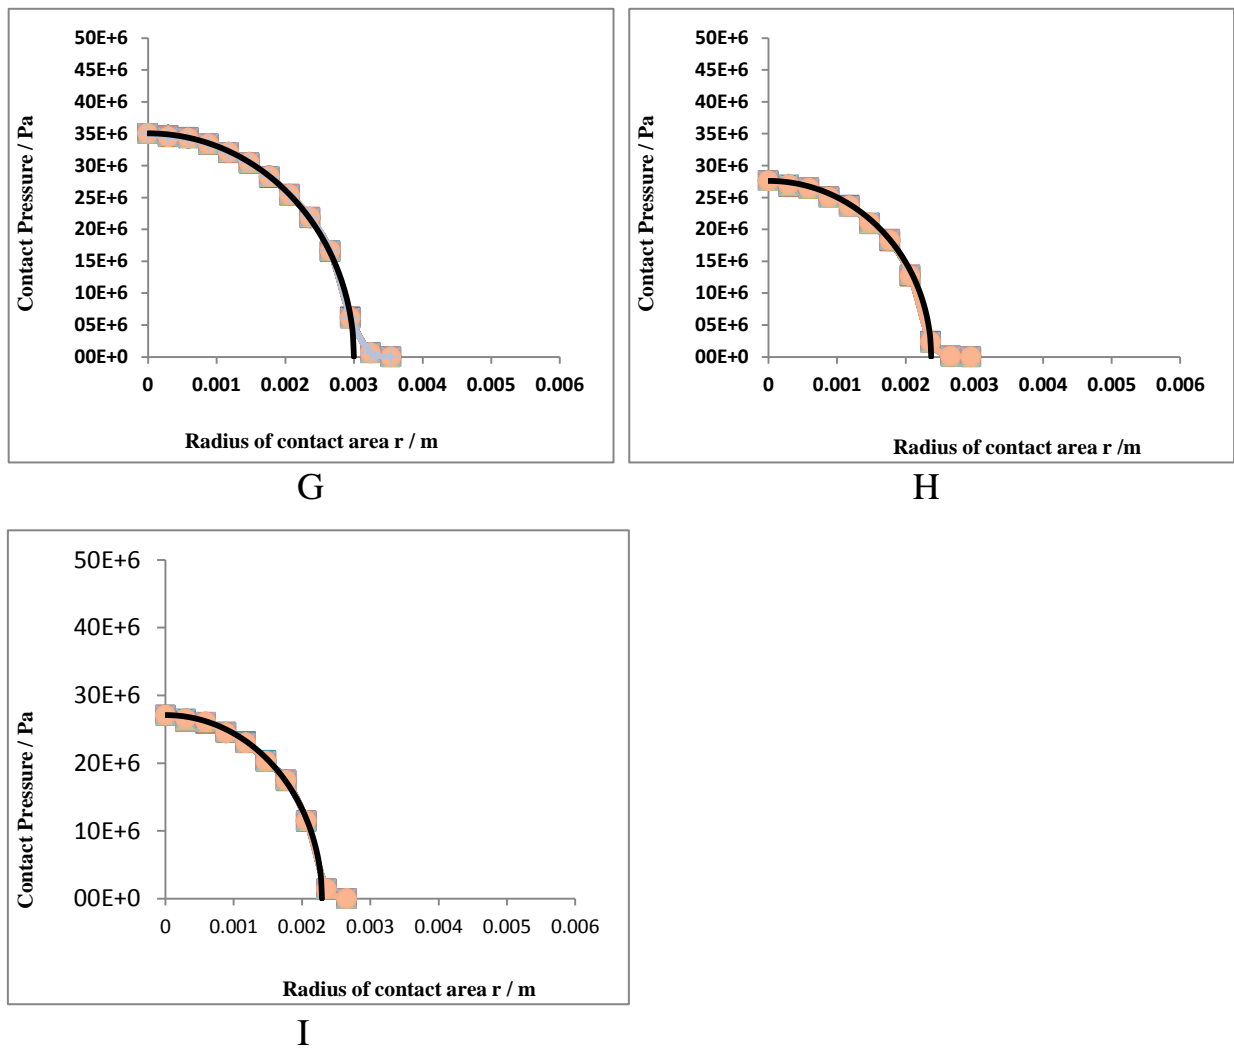 50E+6
45E+6
40E+6
35E+6
30E+6
25E+6
20E+6
15E+6
10E+6
05E+6
00E+0
0 0.001 0.002 0.003 0.004 0.005 0.006
Contact Pressure / Pa
Radius of contact area r / m
G
50E+6
45E+6
40E+6
35E+6
30E+6
25E+6
20E+6
15E+6
10E+6
05E+6
00E+0
0 0.001 0.002 0.003 0.004 0.005 0.006
Contact Pressure / Pa
Radius of contact area r /m
H
50E+6
40E+6
30E+6
20E+6
10E+6
00E+0
0 0.001 0.002 0.003 0.004 0.005 0.006
Contact Pressure / Pa
Radius of contact area r / m
I